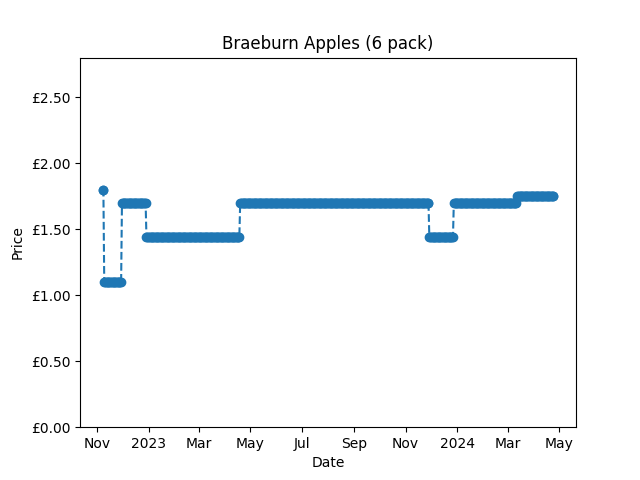 Braeburn Apples (6 pack)
£2.50
£2.00
£1.50
£1.00
£0.50
£0.00
Price
Nov 2023 Mar May Jul Sep Nov 2024 Mar May
Date